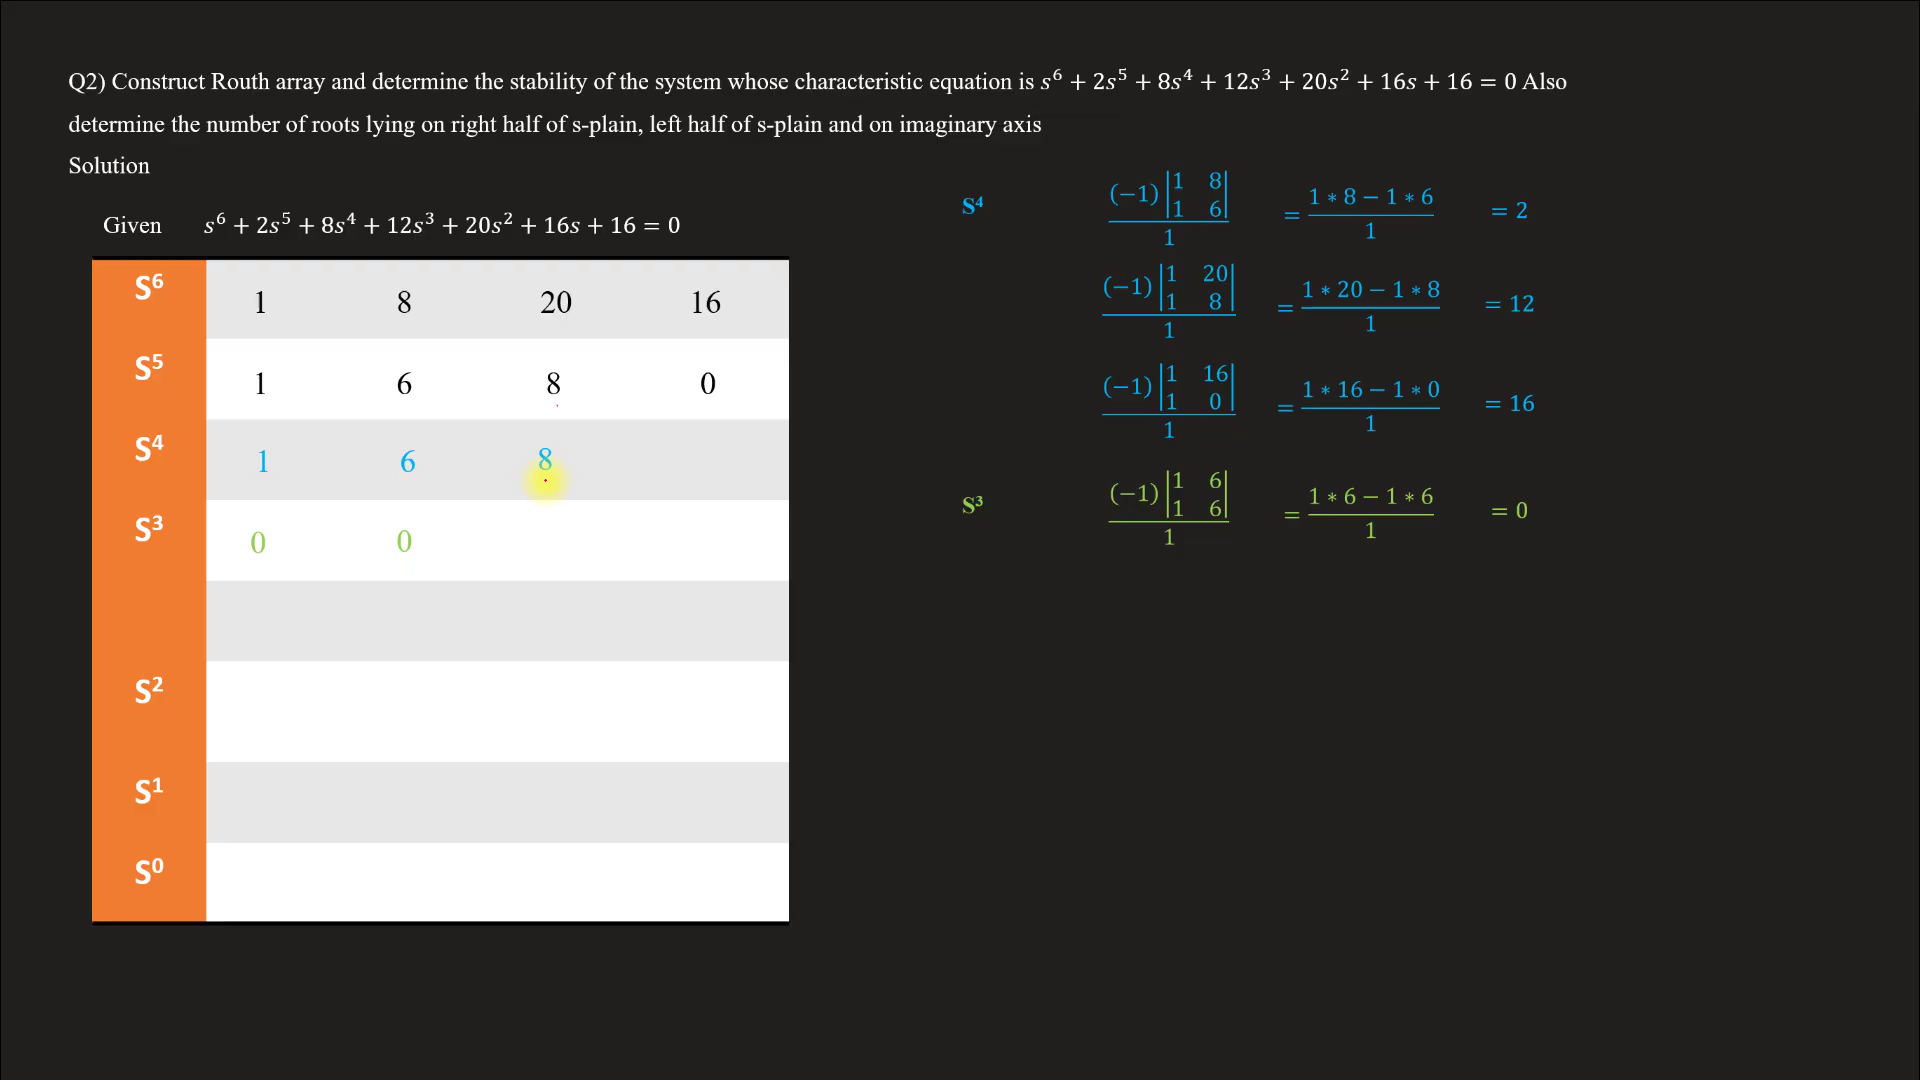 Q2) Construct Routh array and determine the stability of the system whose characteristic equation is s⁶ + 2s⁵ + 8s⁴ + 12s³ + 20s² + 16s + 16 = 0 Also
determine the number of roots lying on right half of s-plain, left half of s-plain and on imaginary axis
Solution
Given s⁶ + 2s⁵ + 8s⁴ + 12s³ + 20s² + 16s + 16 = 0
S⁶ 1 8 20 16
S⁵ 1 6 8 0
S⁴ 1 6 8
S³ 0 0
S²
S¹
S⁰
S⁴ (−1) |1 8|
|1 6|
1
= 1 ∗ 8 − 1 ∗ 6
1
= 2
(−1) |1 20|
|1 8|
1
= 1 ∗ 20 − 1 ∗ 8
1
= 12
(−1) |1 16|
|1 0|
1
= 1 ∗ 16 − 1 ∗ 0
1
= 16
S³ (−1) |1 6|
|1 6|
1
= 1 ∗ 6 − 1 ∗ 6
1
= 0